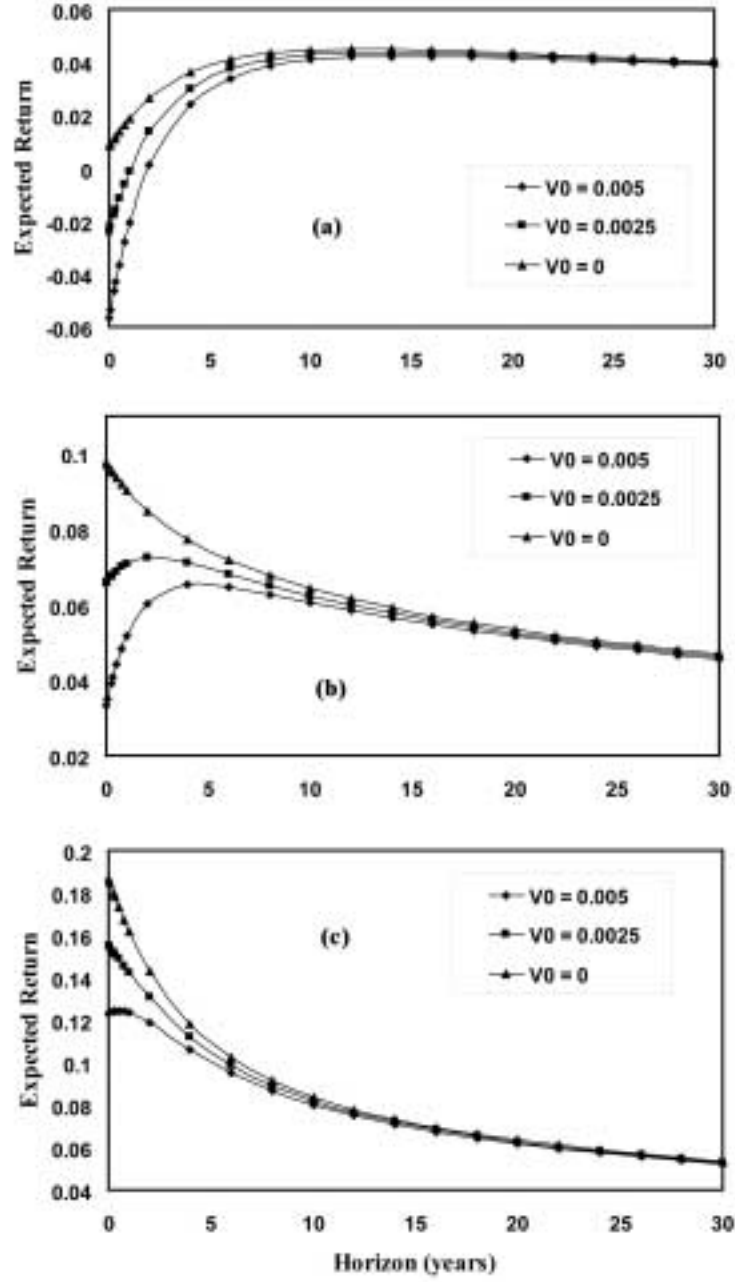 0.06
0.04
0.02
0
-0.02
-0.04
-0.06
Expected Return
(a)
V0 = 0.005
V0 = 0.0025
V0 = 0
0 5 10 15 20 25 30
0.1
0.08
0.06
0.04
0.02
Expected Return
V0 = 0.005
V0 = 0.0025
V0 = 0
(b)
0 5 10 15 20 25 30
0.2
0.18
0.16
0.14
0.12
0.1
0.08
0.06
0.04
Expected Return
(c)
V0 = 0.005
V0 = 0.0025
V0 = 0
0 5 10 15 20 25 30
Horizon (years)